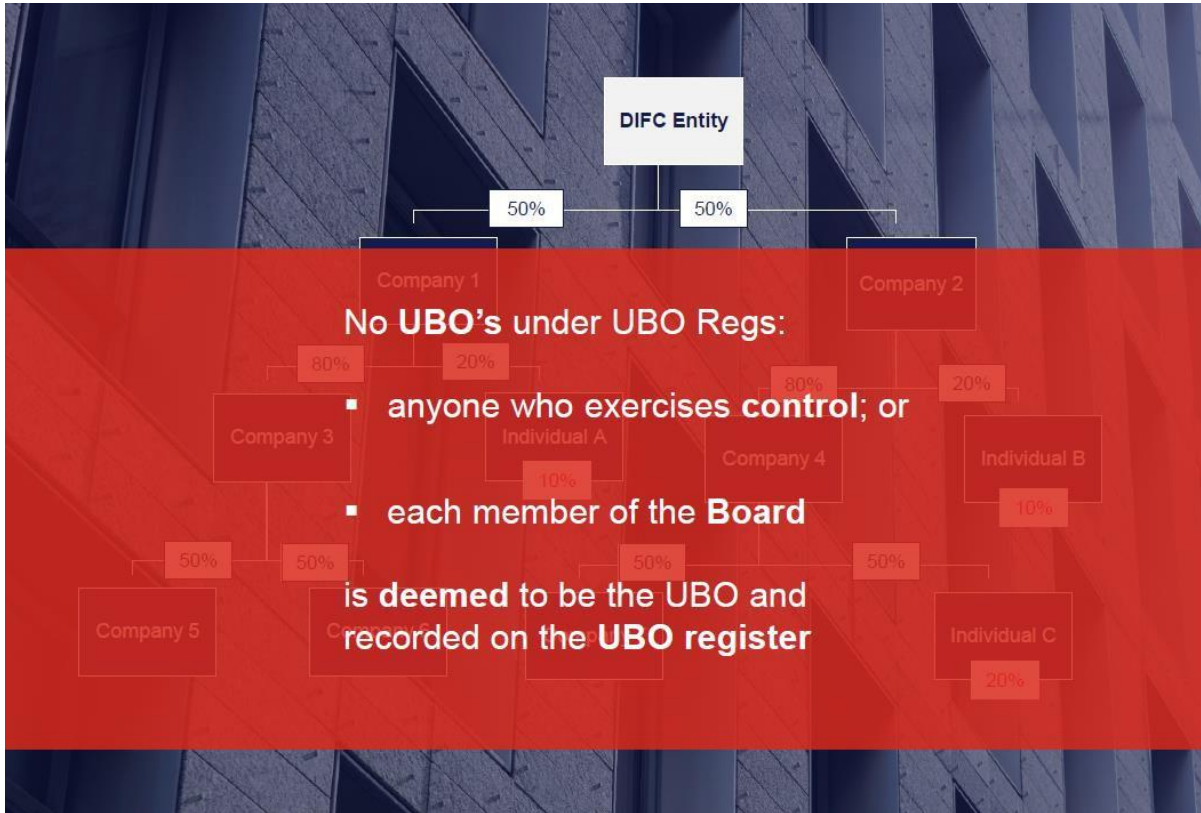 DIFC Entity
50%
50%
Company 1
Company 2
No UBO's under UBO Regs:
80%
20%
80%
20%
▪ anyone who exercises control; or
Company 3
Individual A
Company 4
Individual B
10%
10%
▪ each member of the Board
50%
50%
50%
50%
is deemed to be the UBO and
recorded on the UBO register
Company 5
Company 6
Individual C
20%